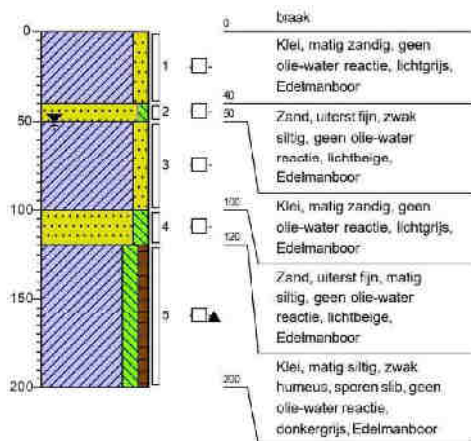 0
50
100
150
200
1
2
3
4
5
0
braak
Klei, matig zandig, geen
olie-water reactie, lichtgrijs,
Edelmanboor
40
50
Zand, uiterst fijn, zwak
siltig, geen olie-water
reactie, lichtbeige,
Edelmanboor
100
Klei, matig zandig, geen
olie-water reactie, lichtgrijs,
Edelmanboor
120
Zand, uiterst fijn, matig
siltig, geen olie-water
reactie, lichtbeige,
Edelmanboor
Klei, matig siltig, zwak
humeus, sporen slib, geen
olie-water reactie,
donkergrijs, Edelmanboor
200